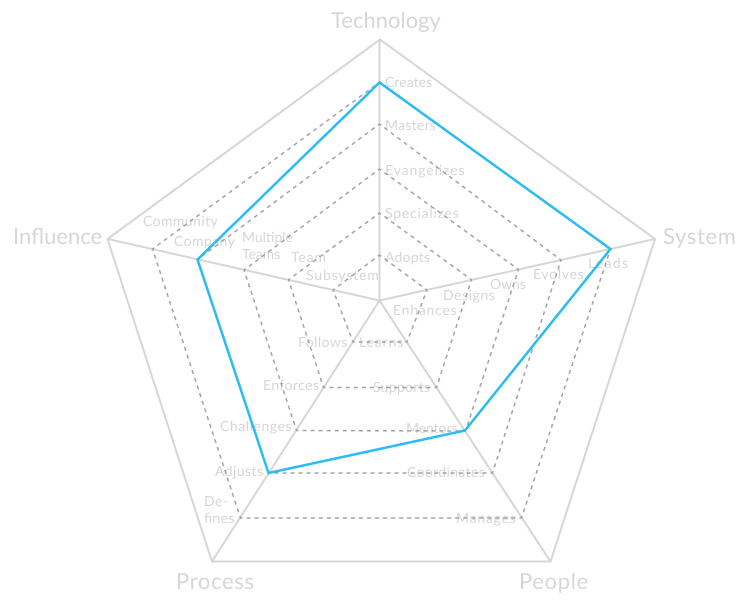 Technology
Creates
Masters
Evangelizes
Specializes
Adopts
Influence
Community
Company
Multiple
Teams
Team
Subsystem
System
Leads
Evolves
Owns
Designs
Enhances
Follows
Learns
Enforces
Supports
Challenges
Mentors
Adjusts
Coordinates
De-
fines
Manages
Process
People